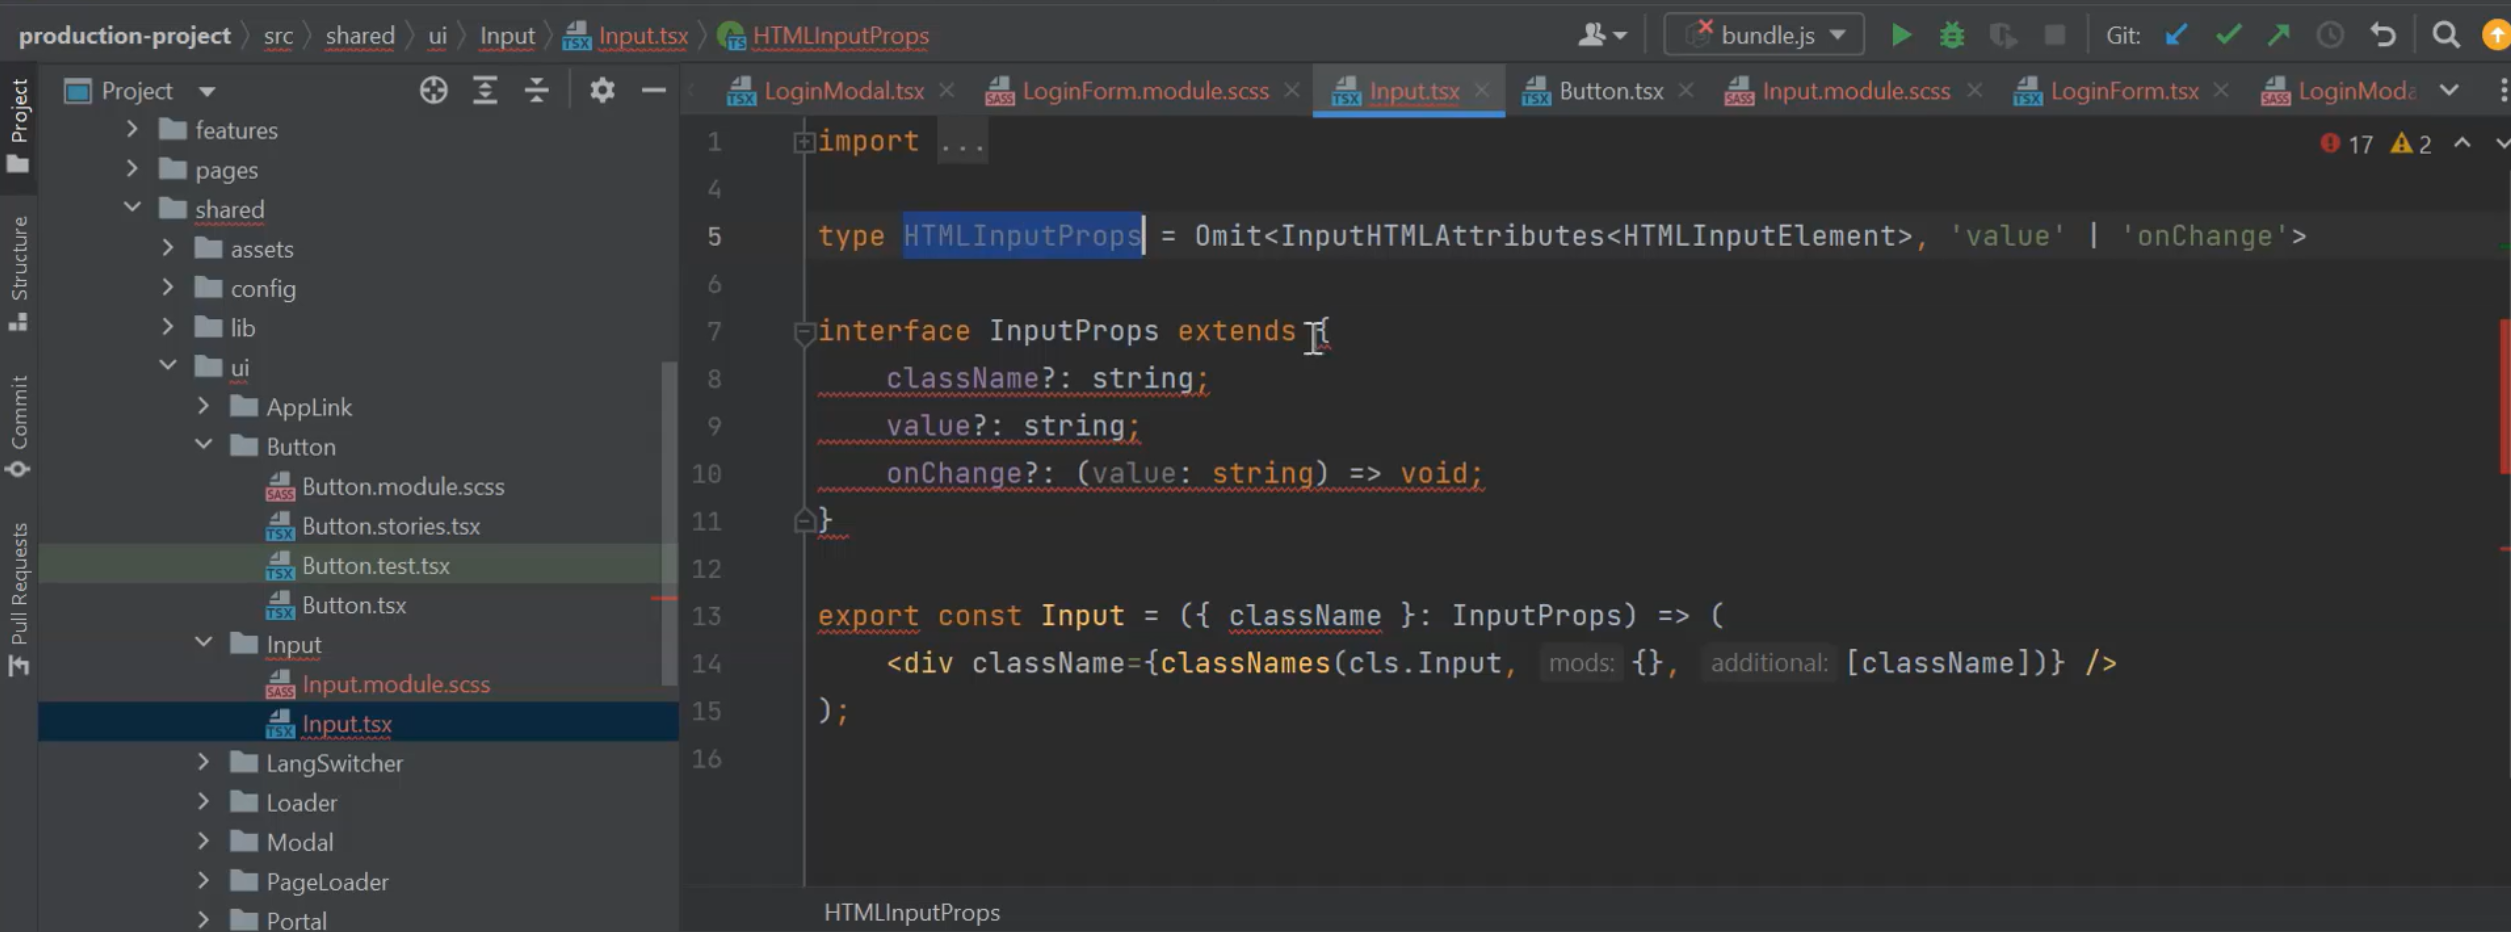 production-project src shared ui Input Input.tsx HTMLInputProps bundle.js Git:
Project
LoginModal.tsx LoginForm.module.scss Input.tsx Button.tsx Input.module.scss LoginForm.tsx LoginModa
Project
Structure
Commit
Pull Requests
features
pages
shared
assets
config
lib
ui
AppLink
Button
Button.module.scss
Button.stories.tsx
Button.test.tsx
Button.tsx
Input
Input.module.scss
Input.tsx
LangSwitcher
Loader
Modal
PageLoader
Portal
17 2
1 import ...
4
5 type HTMLInputProps = Omit<InputHTMLAttributes<HTMLInputElement>, 'value' | 'onChange'>
6
7 interface InputProps extends {
8 className?: string;
9 value?: string;
10 onChange?: (value: string) => void;
11 }
12
13 export const Input = ({ className }: InputProps) => (
14 <div className={classNames(cls.Input, mods: {}, additional: [className])} />
15 );
16
HTMLInputProps